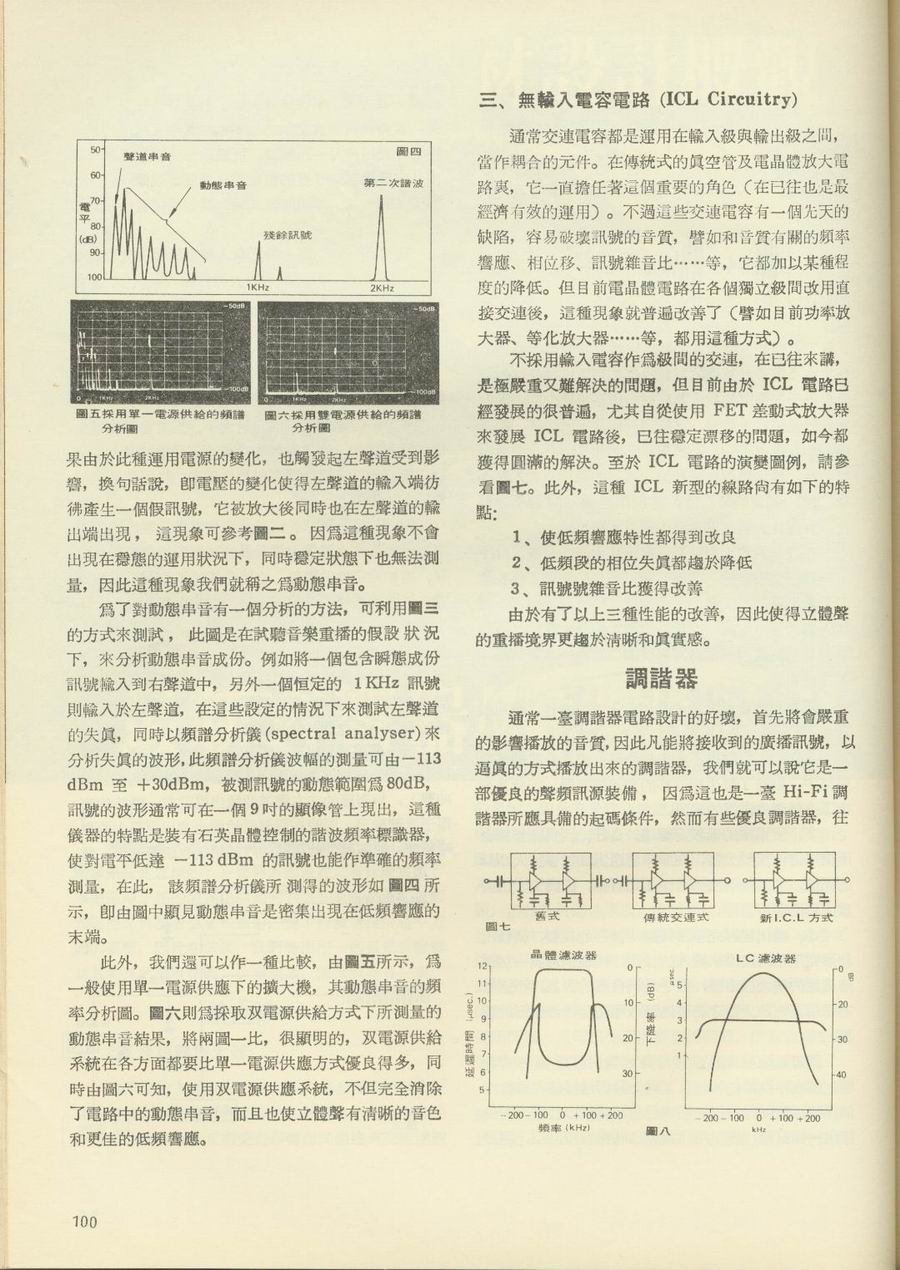 50
聲道串音
圖四
60
動態串音
第二次諧波
70
電
平
80
(dB)
殘餘訊號
90
100
1KHz
2KHz
-50dB
-50dB
-100dB
-100dB
0 1KHz 2KHz
0 1KHz 2KHz
圖五採用單一電源供給的頻譜
分析圖
圖六採用雙電源供給的頻譜
分析圖
果由於此種運用電源的變化，也觸發起左聲道受到影
響，換句話說，卽電壓的變化使得左聲道的輸入端彷
彿產生一個假訊號，它被放大後同時也在左聲道的輸
出端出現，這現象可參考圖二。因爲這種現象不會
出現在穩態的運用狀況下，同時穩定狀態下也無法測
量，因此這種現象我們就稱之爲動態串音。
爲了對動態串音有一個分析的方法，可利用圖三
的方式來測試，此圖是在試聽音樂重播的假設狀況
下，來分析動態串音成份。例如將一個包含瞬態成份
訊號輸入到右聲道中，另外一個恒定的 1KHz 訊號
則輸入於左聲道，在這些設定的情況下來測試左聲道
的失眞，同時以頻譜分析儀(spectral analyser)來
分析失眞的波形，此頻譜分析儀波幅的測量可由－113
dBm 至 ＋30dBm，被測訊號的動態範圍爲80dB，
訊號的波形通常可在一個9吋的顯像管上現出，這種
儀器的特點是裝有石英晶體控制的諧波頻率標識器，
使對電平低達 －113 dBm 的訊號也能作準確的頻率
測量，在此，該頻譜分析儀所測得的波形如圖四所
示，卽由圖中顯見動態串音是密集出現在低頻響應的
末端。
此外，我們還可以作一種比較，由圖五所示，爲
一般使用單一電源供應下的擴大機，其動態串音的頻
率分析圖。圖六則爲採取双電源供給方式下所測量的
動態串音結果，將兩圖一比，很顯明的，双電源供給
系統在各方面都要比單一電源供應方式優良得多，同
時由圖六可知，使用双電源供應系統，不但完全消除
了電路中的動態串音，而且也使立體聲有清晰的音色
和更佳的低頻響應。
100
三、無輸入電容電路 (ICL Circuitry)
通常交連電容都是運用在輸入級與輸出級之間，
當作耦合的元件。在傳統式的眞空管及電晶體放大電
路裏，它一直擔任著這個重要的角色（在已往也是最
經濟有效的運用）。不過這些交連電容有一個先天的
缺陷，容易破壞訊號的音質，譬如和音質有關的頻率
響應、相位移、訊號雜音比……等，它都加以某種程
度的降低。但目前電晶體電路在各個獨立級間改用直
接交連後，這種現象就普遍改善了（譬如目前功率放
大器、等化放大器……等，都用這種方式）。
不採用輸入電容作爲級間的交連，在已往來講，
是極嚴重又難解決的問題，但目前由於 ICL 電路已
經發展的很普遍，尤其自從使用 FET 差動式放大器
來發展 ICL 電路後，已往穩定漂移的問題，如今都
獲得圓滿的解決。至於 ICL 電路的演變圖例，請參
看圖七。此外，這種 ICL 新型的線路尙有如下的特
點：
1、使低頻響應特性都得到改良
2、低頻段的相位失眞都趨於降低
3、訊號號雜音比獲得改善
由於有了以上三種性能的改善，因此使得立體聲
的重播境界更趨於清晰和眞實感。
調諧器
通常一臺調諧器電路設計的好壞，首先將會嚴重
的影響播放的音質，因此凡能將接收到的廣播訊號，以
逼眞的方式播放出來的調諧器，我們就可以說它是一
部優良的聲頻訊源裝備，因爲這也是一臺 Hi-Fi 調
諧器所應具備的起碼條件，然而有些優良調諧器，往
舊式
傳統交連式
新I.C.L方式
圖七
晶體濾波器
LC濾波器
12
11
10
9
8
7
6
5
延遲時間 (μsec.)
0
10
20
30
下降率 (dB)
μsec
5
4
3
2
1
0
20
30
40
dB
-200 -100 0 +100 +200
頻率 (kHz)
-200 -100 0 +100 +200
kHz
圖八